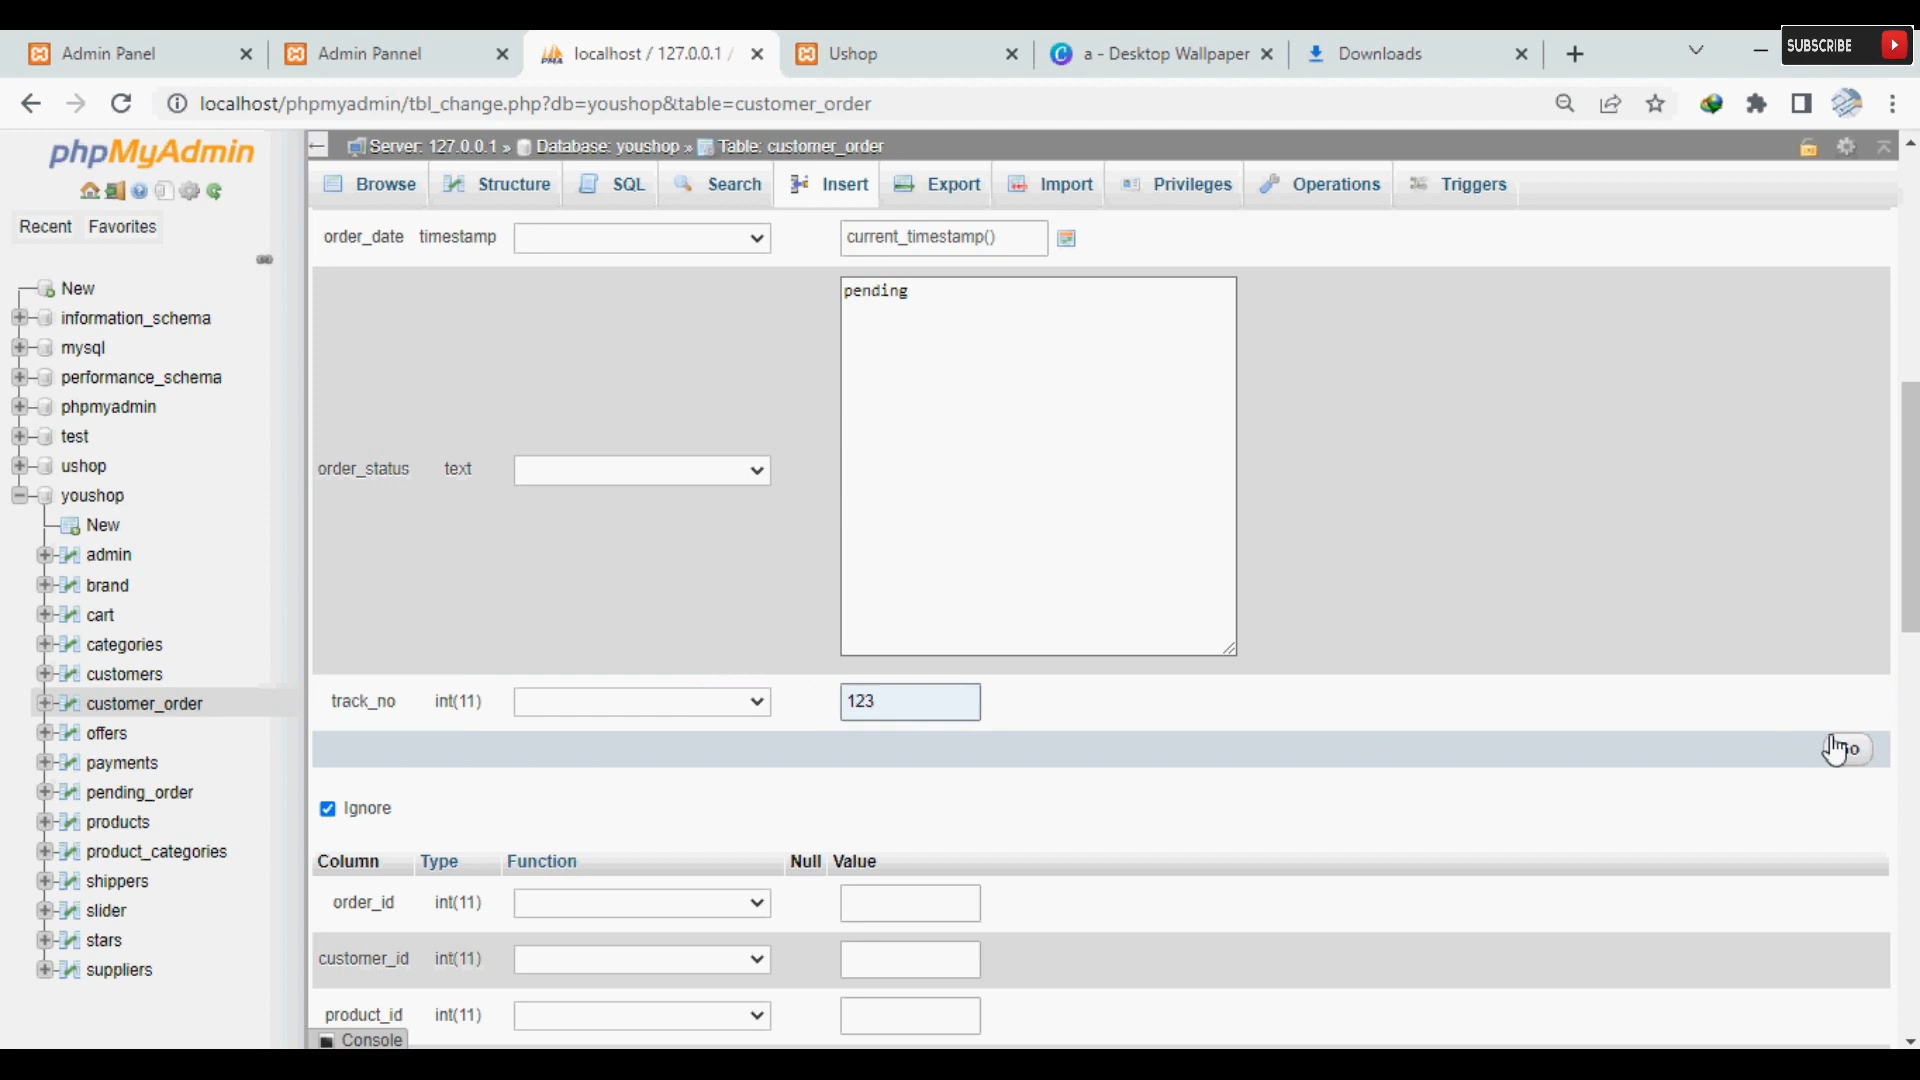 SUBSCRIBE
Admin Panel
Admin Pannel
localhost / 127.0.0.1 /
Ushop
a - Desktop Wallpaper
Downloads
localhost/phpmyadmin/tbl_change.php?db=youshop&table=customer_order
phpMyAdmin
Server: 127.0.0.1 » Database: youshop » Table: customer_order
Browse
Structure
SQL
Search
Insert
Export
Import
Privileges
Operations
Triggers
Recent
Favorites
New
information_schema
mysql
performance_schema
phpmyadmin
test
ushop
youshop
New
admin
brand
cart
categories
customers
customer_order
offers
payments
pending_order
products
product_categories
shippers
slider
stars
suppliers
order_date timestamp current_timestamp()
pending
order_status text
track_no int(11) 123
Ignore
Column Type Function Null Value
order_id int(11)
customer_id int(11)
product_id int(11)
Console